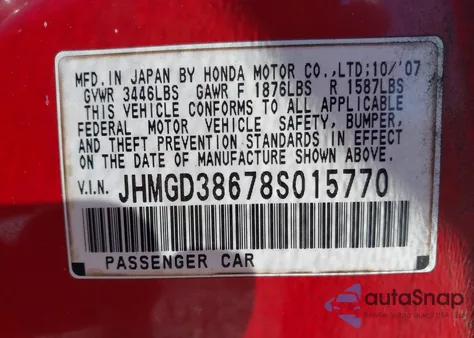 MFD.IN JAPAN BY HONDA MOTOR CO.,LTD;10/'07
GVWR 3446LBS GAWR F 1876LBS R 1587LBS
THIS VEHICLE CONFORMS TO ALL APPLICABLE
FEDERAL MOTOR VEHICLE SAFETY, BUMPER,
AND THEFT PREVENTION STANDARDS IN EFFECT ON
THE DATE OF MANUFACTURE SHOWN ABOVE.
V.I.N. JHMGD38678S015770
PASSENGER CAR
autoSnap